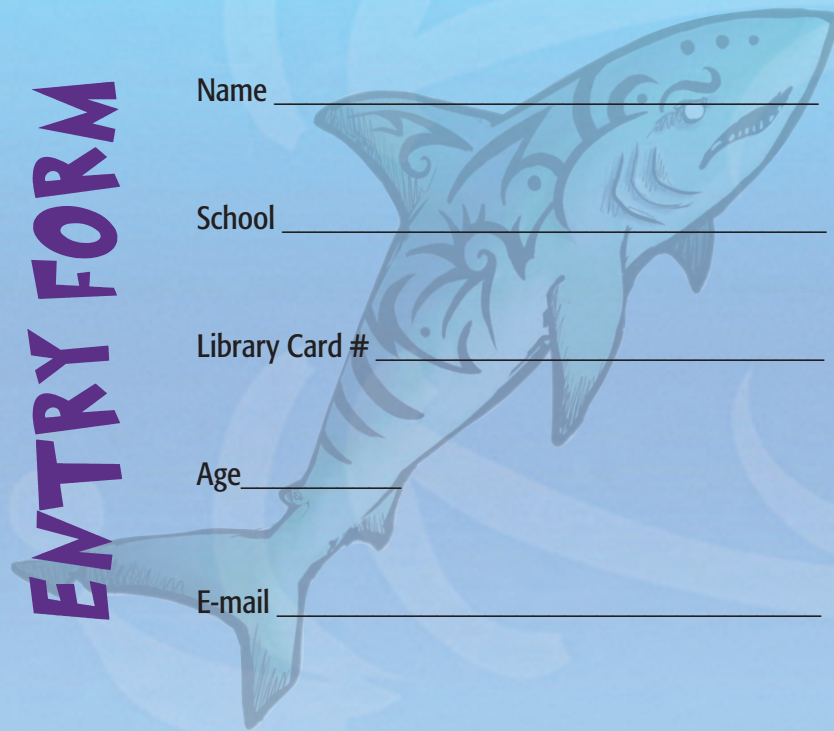 ENTRY FORM
Name
School
Library Card #
Age
E-mail